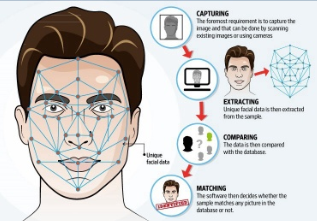 CAPTURING
The foremost requirement is to capture the
image and that can be done by scanning
existing images or using cameras
EXTRACTING
Unique facial data is then extracted
from the sample.
COMPARING
The data is then compared
with the database.
Unique
facial data
MATCHING
The software then decides whether the
sample matches any picture in the
database or not.